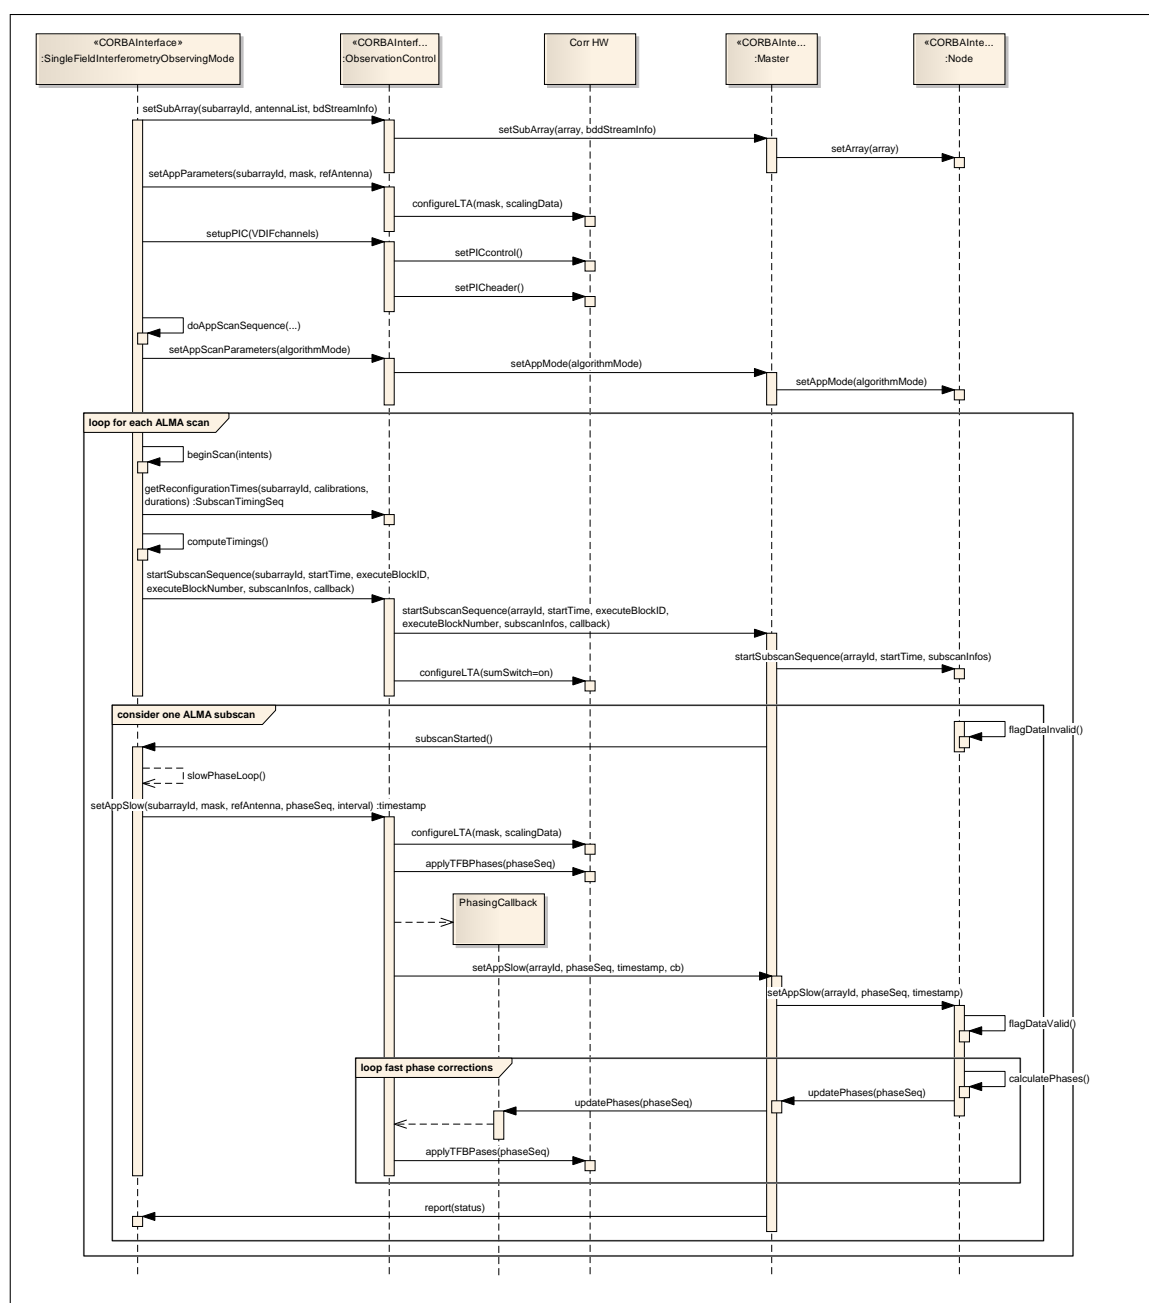 «CORBAInterface»
:SingleFieldInterferometryObservingMode
«CORBAInterf...
:ObservationControl
Corr HW
«CORBAInte...
:Master
«CORBAInte...
:Node
setSubArray(subarrayId, antennaList, bdStreamInfo)
setSubArray(array, bddStreamInfo)
setArray(array)
setAppParameters(subarrayId, mask, refAntenna)
configureLTA(mask, scalingData)
setupPIC(VDIFchannels)
setPICcontrol()
setPICheader()
doAppScanSequence(...)
setAppScanParameters(algorithmMode)
setAppMode(algorithmMode)
setAppMode(algorithmMode)
loop for each ALMA scan
beginScan(intents)
getReconfigurationTimes(subarrayId, calibrations,
durations) :SubscanTimingSeq
computeTimings()
startSubscanSequence(subarrayId, startTime, executeBlockID,
executeBlockNumber, subscanInfos, callback)
startSubscanSequence(arrayId, startTime, executeBlockID,
executeBlockNumber, subscanInfos, callback)
startSubscanSequence(arrayId, startTime, subscanInfos)
configureLTA(sumSwitch=on)
consider one ALMA subscan
flagDataInvalid()
subscanStarted()
slowPhaseLoop()
setAppSlow(subarrayId, mask, refAntenna, phaseSeq, interval) :timestamp
configureLTA(mask, scalingData)
applyTFBPhases(phaseSeq)
PhasingCallback
setAppSlow(arrayId, phaseSeq, timestamp, cb)
setAppSlow(arrayId, phaseSeq, timestamp)
flagDataValid()
loop fast phase corrections
calculatePhases()
updatePhases(phaseSeq)
updatePhases(phaseSeq)
applyTFBPases(phaseSeq)
report(status)